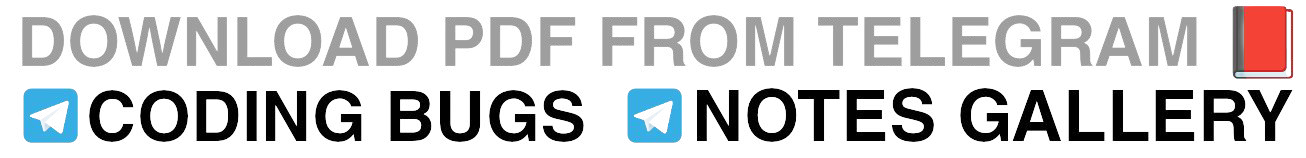 DOWNLOAD PDF FROM TELEGRAM
CODING BUGS NOTES GALLERY